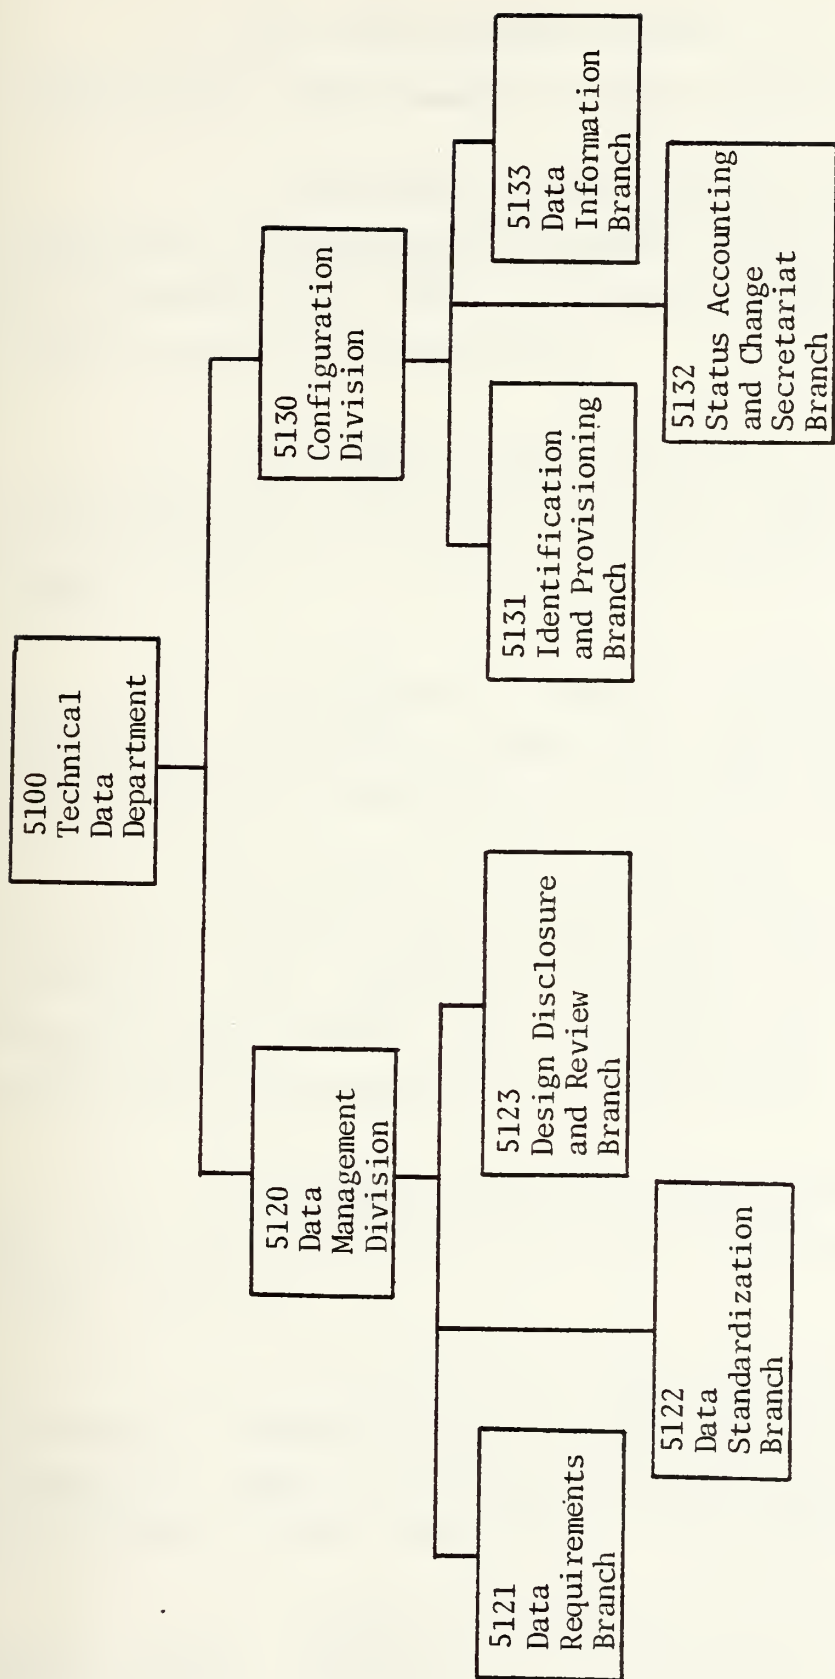 5100
Technical
Data
Department
5120
Data
Management
Division
5130
Configuration
Division
5121
Data
Requirements
Branch
5122
Data
Standardization
Branch
5123
Design Disclosure
and Review
Branch
5131
Identification
and Provisioning
Branch
5132
Status Accounting
and Change
Secretariat
Branch
5133
Data
Information
Branch